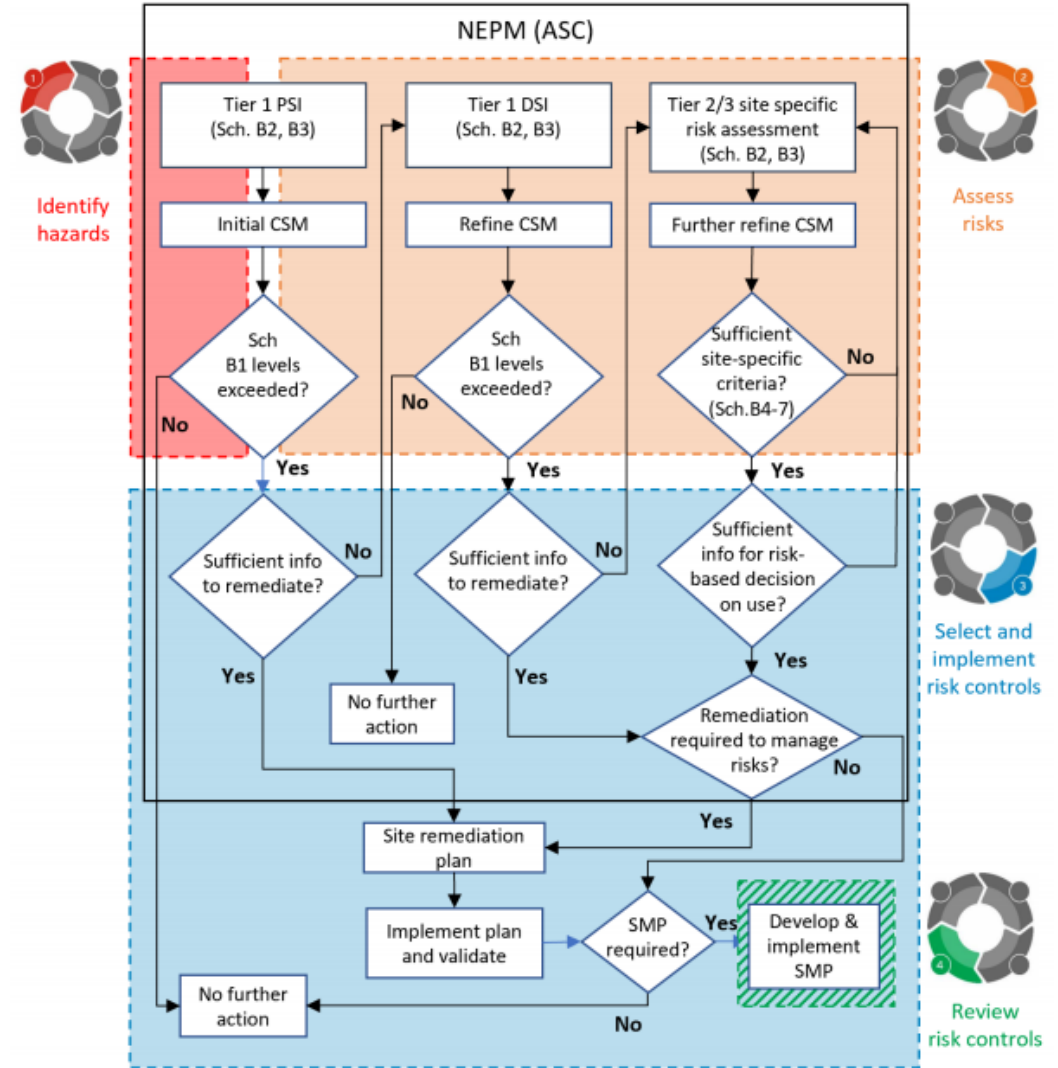 NEPM (ASC)
1
Identify
hazards
Tier 1 PSI
(Sch. B2, B3)
Initial CSM
Sch
B1 levels
exceeded?
No
Yes
Tier 1 DSI
(Sch. B2, B3)
Refine CSM
Sch
B1 levels
exceeded?
No
Yes
Tier 2/3 site specific
risk assessment
(Sch. B2, B3)
Further refine CSM
Sufficient
site-specific
criteria?
(Sch.B4-7)
No
Yes
2
Assess
risks
Sufficient info
to remediate?
No
Yes
Sufficient info
to remediate?
No
Yes
Sufficient
info for risk-
based decision
on use?
Yes
3
Select and
implement
risk controls
No further
action
Remediation
required to manage
risks?
No
Yes
Site remediation
plan
Implement plan
and validate
SMP
required?
Yes
No
Develop &
implement
SMP
No further
action
4
Review
risk controls